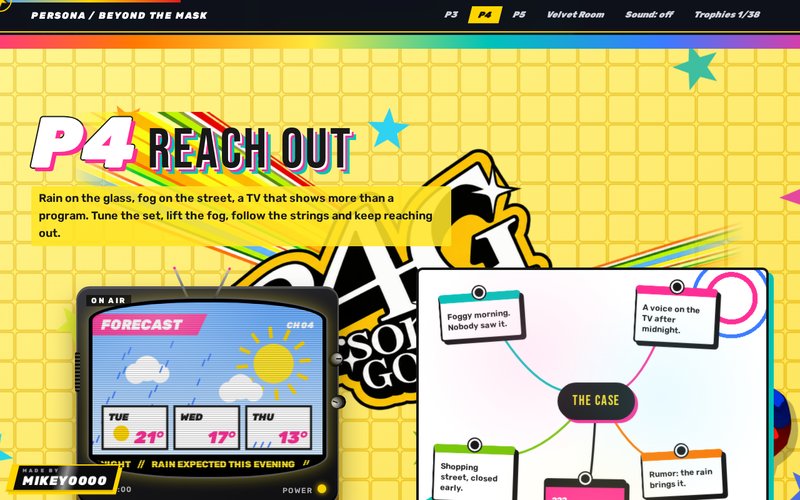 PERSONA / BEYOND THE MASK
P3
P4
P5
Velvet Room
Sound: off
Trophies 1/38
P4 REACH OUT
Rain on the glass, fog on the street, a TV that shows more than a
program. Tune the set, lift the fog, follow the strings and keep reaching
out.
ON AIR
FORECAST
CH 04
TUE
21°
WED
17°
THU
13°
// RAIN EXPECTED THIS EVENING //
POWER
MADE BY
MIKEYOOOO
Foggy morning.
Nobody saw it.
A voice on the
TV after
midnight.
THE CASE
Shopping
street, closed
early.
Rumor: the rain
brings it.